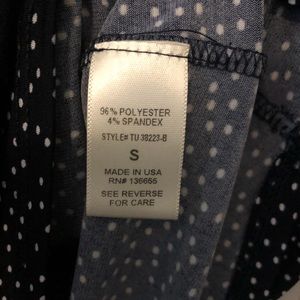 96% POLYESTER
4% SPANDEX
STYLE# TU 38223-B
S
MADE IN USA
RN# 136655
SEE REVERSE
FOR CARE